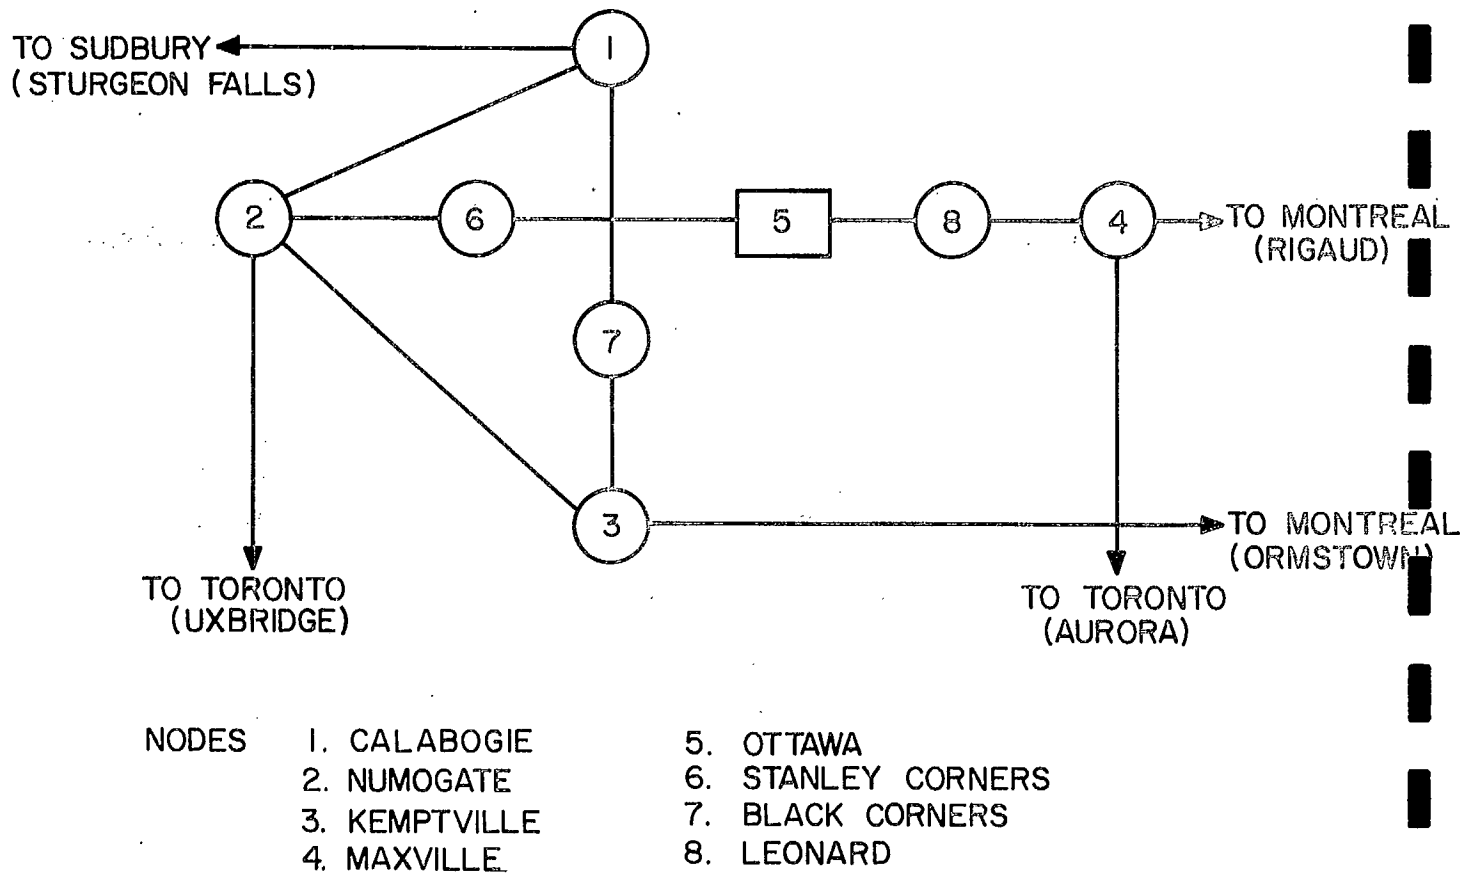 TO SUDBURY
(STURGEON FALLS)
1
2
6
5
8
4
TO MONTREAL
(RIGAUD)
7
3
TO MONTREAL
(ORMSTOWN)
TO TORONTO
(UXBRIDGE)
TO TORONTO
(AURORA)
NODES
1. CALABOGIE
2. NUMOGATE
3. KEMPTVILLE
4. MAXVILLE
5. OTTAWA
6. STANLEY CORNERS
7. BLACK CORNERS
8. LEONARD